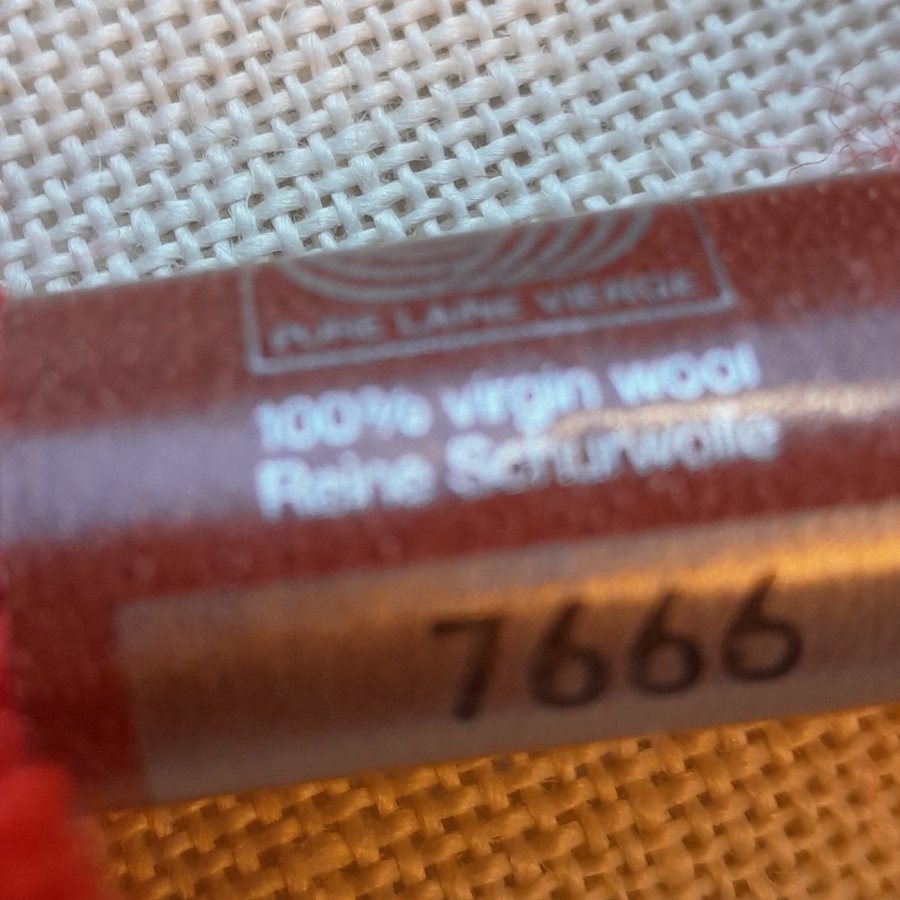 PURE LAINE VIERGE
100% virgin wool
Reine Schurwolle
7666